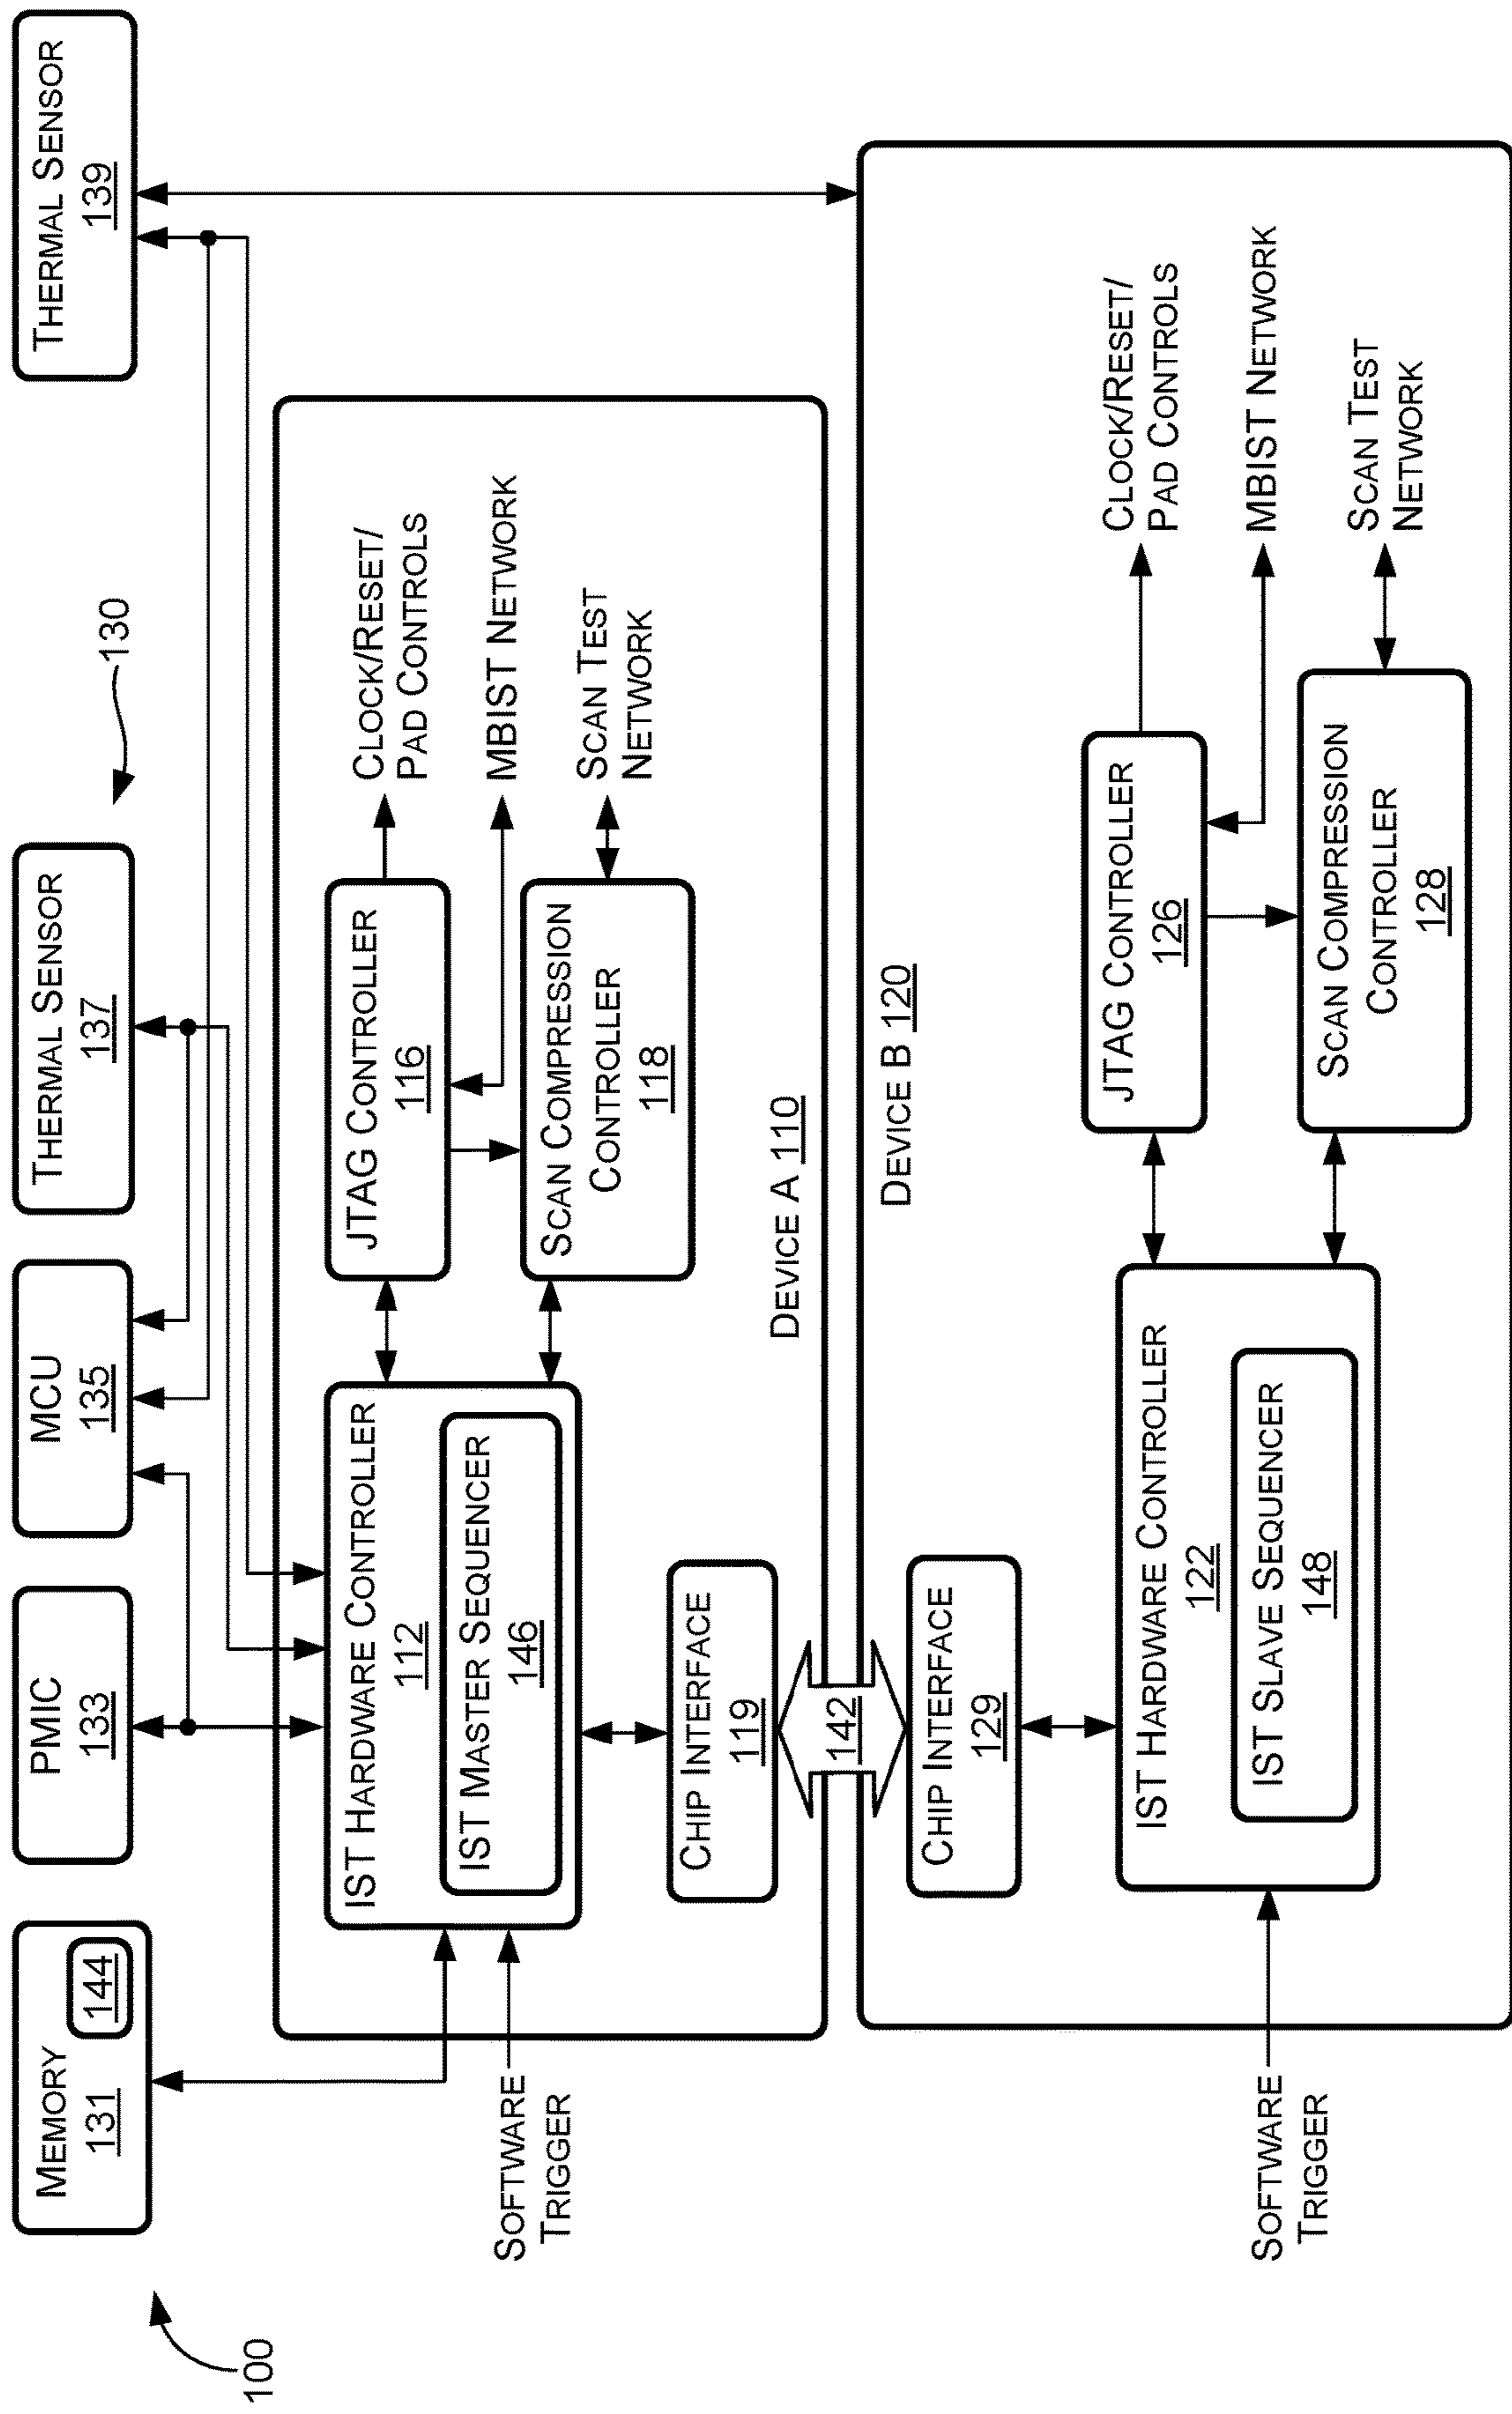 100
MEMORY
131
144
PMIC
133
MCU
135
THERMAL SENSOR
137
130
THERMAL SENSOR
139
SOFTWARE
TRIGGER
IST HARDWARE CONTROLLER
112
IST MASTER SEQUENCER
146
JTAG CONTROLLER
116
CLOCK/RESET/
PAD CONTROLS
MBIST NETWORK
SCAN COMPRESSION
CONTROLLER
118
SCAN TEST
NETWORK
CHIP INTERFACE
119
DEVICE A 110
142
DEVICE B 120
CHIP INTERFACE
129
SOFTWARE
TRIGGER
IST HARDWARE CONTROLLER
122
IST SLAVE SEQUENCER
148
JTAG CONTROLLER
126
CLOCK/RESET/
PAD CONTROLS
MBIST NETWORK
SCAN COMPRESSION
CONTROLLER
128
SCAN TEST
NETWORK